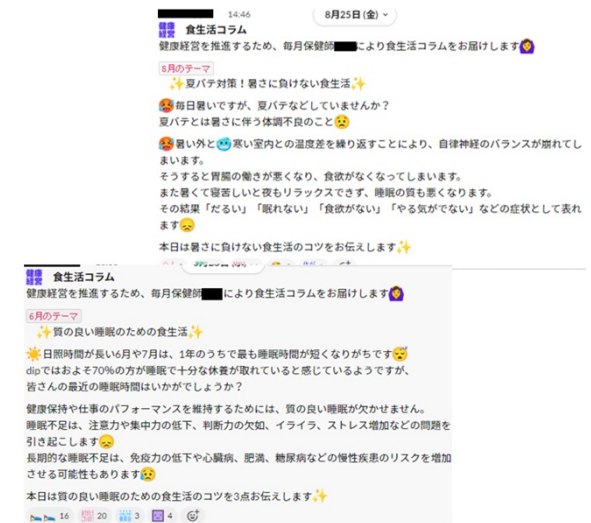 14:46
8月25日 (金)
健康
経営
食生活コラム
健康経営を推進するため、毎月保健師 により食生活コラムをお届けします🙆‍♀️
8月のテーマ
✨夏バテ対策！暑さに負けない食生活✨
🥵毎日暑いですが、夏バテなどしていませんか？
夏バテとは暑さに伴う体調不良のこと😟
🥵暑い外と🥶寒い室内との温度差を繰り返すことにより、自律神経のバランスが崩れてし
まいます。
そうすると胃腸の働きが悪くなり、食欲がなくなってしまいます。
また暑くて寝苦しいと夜もリラックスできず、睡眠の質も悪くなります。
その結果「だるい」「眠れない」「食欲がない」「やる気がでない」などの症状として表れ
ます😞
本日は暑さに負けない食生活のコツをお伝えします✨
健康
経営
食生活コラム
健康経営を推進するため、毎月保健師 により食生活コラムをお届けします🙆‍♀️
6月のテーマ
✨質の良い睡眠のための食生活✨
☀️日照時間が長い6月や7月は、1年のうちで最も睡眠時間が短くなりがちです😴
dipではおよそ70%の方が睡眠で十分な休養が取れていると感じているようですが、
皆さんの最近の睡眠時間はいかがでしょうか？
健康保持や仕事のパフォーマンスを維持するためには、質の良い睡眠が欠かせません。
睡眠不足は、注意力や集中力の低下、判断力の欠如、イライラ、ストレス増加などの問題を
引き起こします😞
長期的な睡眠不足は、免疫力の低下や心臓病、肥満、糖尿病などの慢性疾患のリスクを増加
させる可能性もあります😥
本日は質の良い睡眠のための食生活のコツを3点お伝えします✨
16 20 3 4